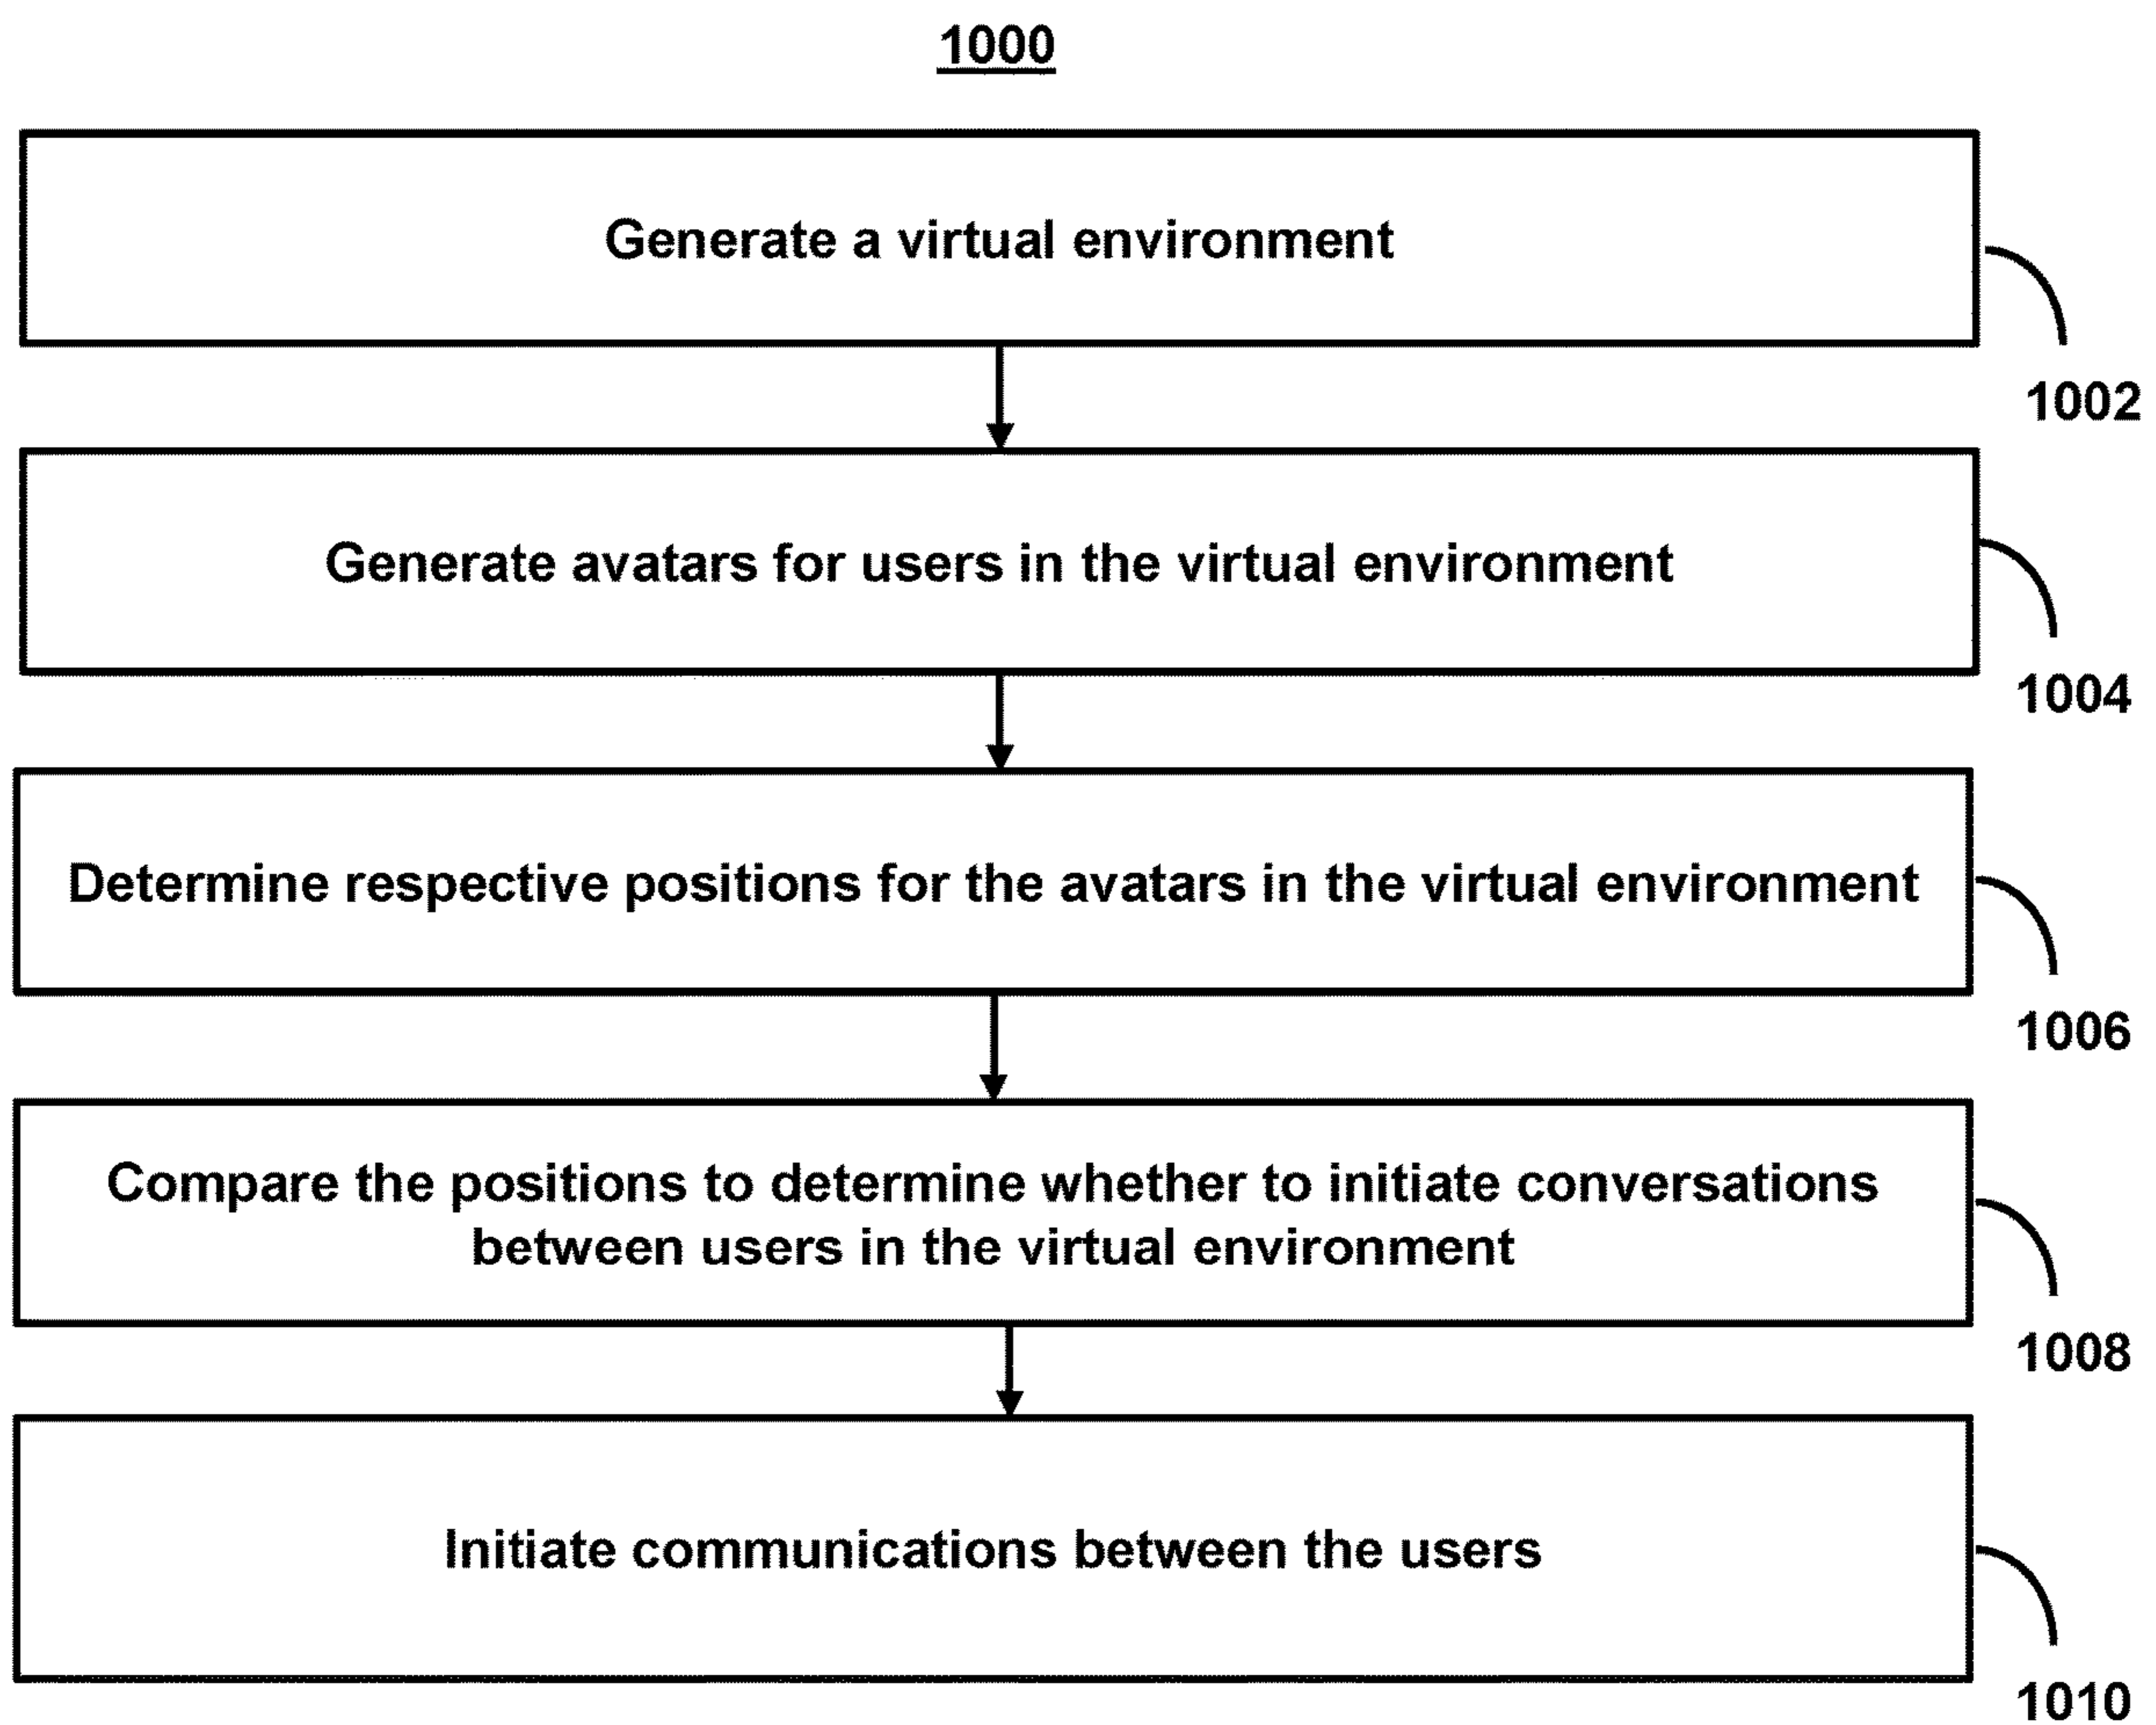 1000
Generate a virtual environment
1002
Generate avatars for users in the virtual environment
1004
Determine respective positions for the avatars in the virtual environment
1006
Compare the positions to determine whether to initiate conversations
between users in the virtual environment
1008
Initiate communications between the users
1010